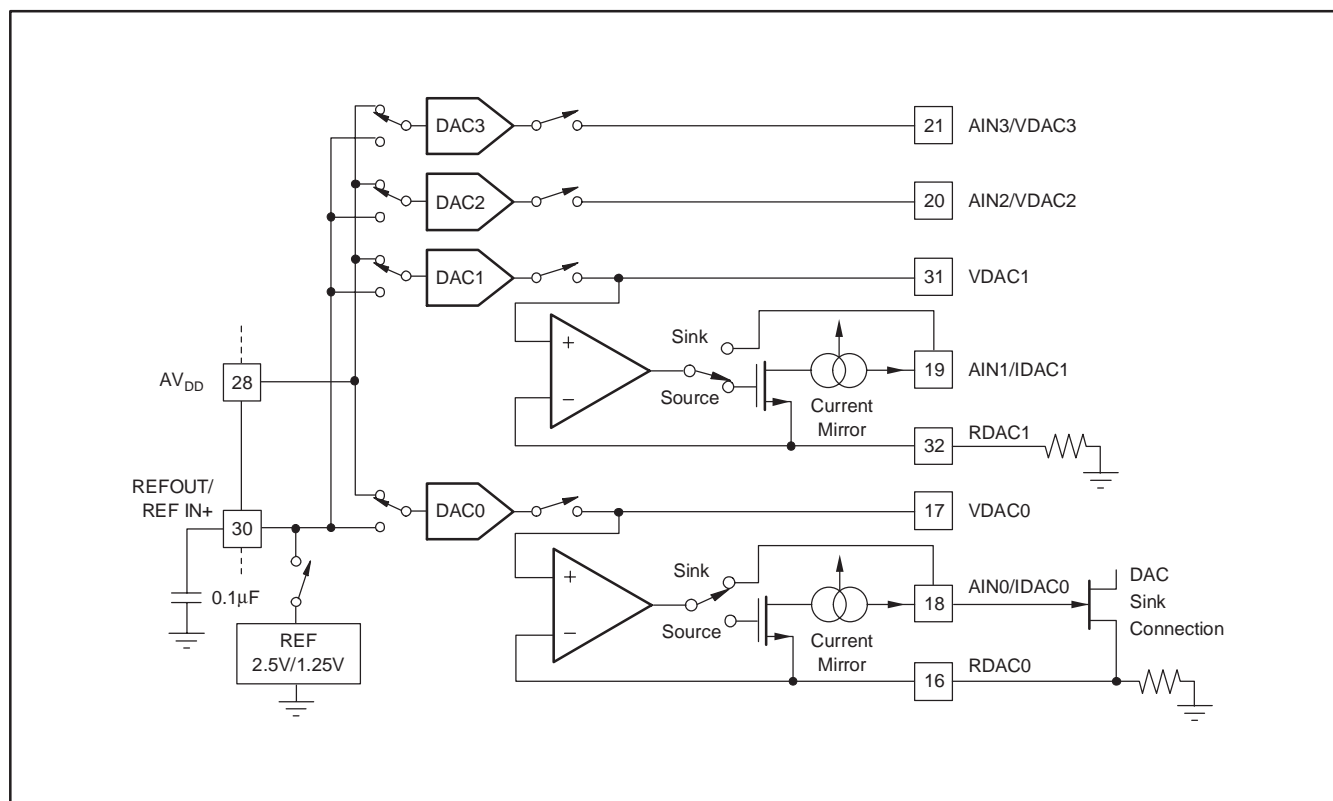 DAC3
21
AIN3/VDAC3
DAC2
20
AIN2/VDAC2
DAC1
31
VDAC1
+
−
Sink
Source
Current
Mirror
19
AIN1/IDAC1
32
RDAC1
AVDD
28
REFOUT/
REF IN+
30
0.1μF
REF
2.5V/1.25V
DAC0
17
VDAC0
+
−
Sink
Source
Current
Mirror
18
AIN0/IDAC0
DAC
Sink
Connection
16
RDAC0